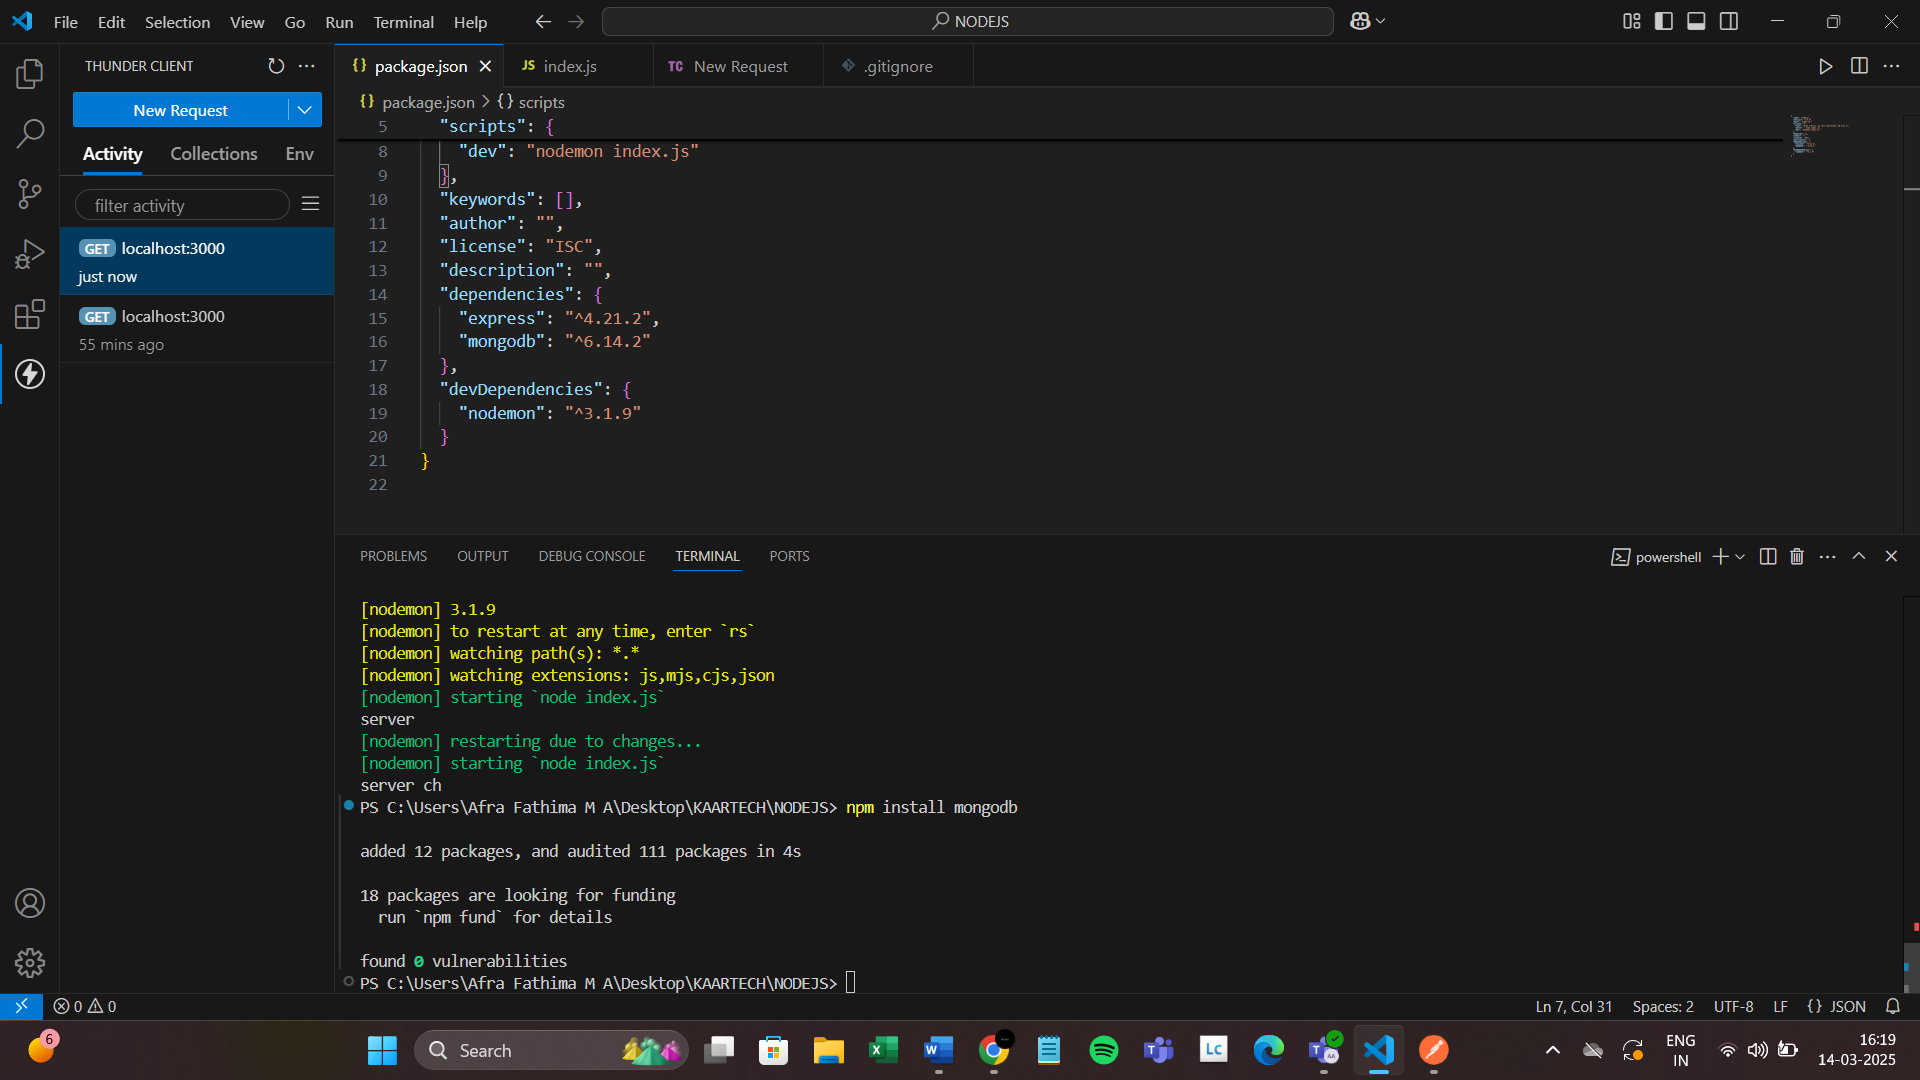 File Edit Selection View Go Run Terminal Help
NODEJS
THUNDER CLIENT
New Request
Activity Collections Env
filter activity
GET localhost:3000
just now
GET localhost:3000
55 mins ago
{} package.json
JS index.js
TC New Request
.gitignore
{} package.json > {} scripts
5 "scripts": {
8 "dev": "nodemon index.js"
9 },
10 "keywords": [],
11 "author": "",
12 "license": "ISC",
13 "description": "",
14 "dependencies": {
15 "express": "^4.21.2",
16 "mongodb": "^6.14.2"
17 },
18 "devDependencies": {
19 "nodemon": "^3.1.9"
20 }
21 }
22
PROBLEMS OUTPUT DEBUG CONSOLE TERMINAL PORTS
powershell
[nodemon] 3.1.9
[nodemon] to restart at any time, enter `rs`
[nodemon] watching path(s): *.*
[nodemon] watching extensions: js,mjs,cjs,json
[nodemon] starting `node index.js`
server
[nodemon] restarting due to changes...
[nodemon] starting `node index.js`
server ch
PS C:\Users\Afra Fathima M A\Desktop\KAARTECH\NODEJS> npm install mongodb
added 12 packages, and audited 111 packages in 4s
18 packages are looking for funding
run `npm fund` for details
found 0 vulnerabilities
PS C:\Users\Afra Fathima M A\Desktop\KAARTECH\NODEJS>
0 0
Ln 7, Col 31 Spaces: 2 UTF-8 LF {} JSON
6
Search
LC
ENG
IN
16:19
14-03-2025